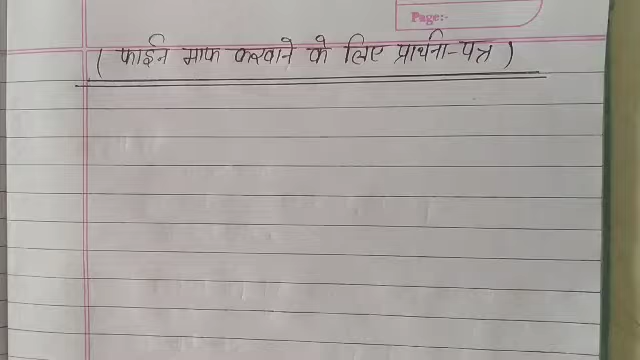 Page:-
( फाईन माफ करवाने के लिए प्रार्थना-पत्र )